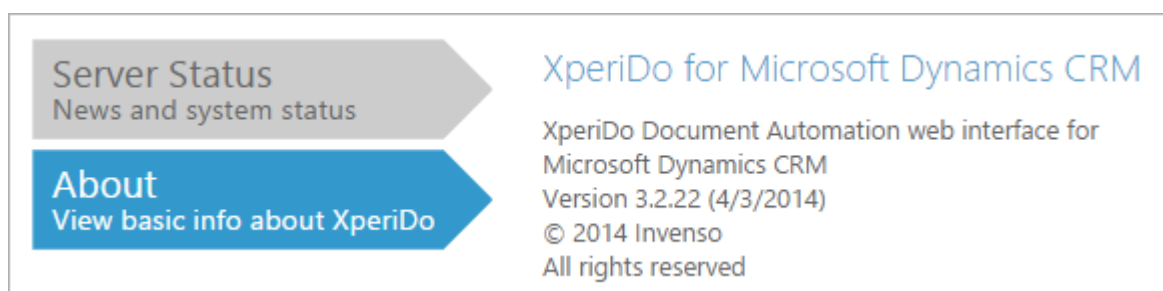 Server Status
News and system status
About
View basic info about XperiDo
XperiDo for Microsoft Dynamics CRM
XperiDo Document Automation web interface for
Microsoft Dynamics CRM
Version 3.2.22 (4/3/2014)
© 2014 Invenso
All rights reserved